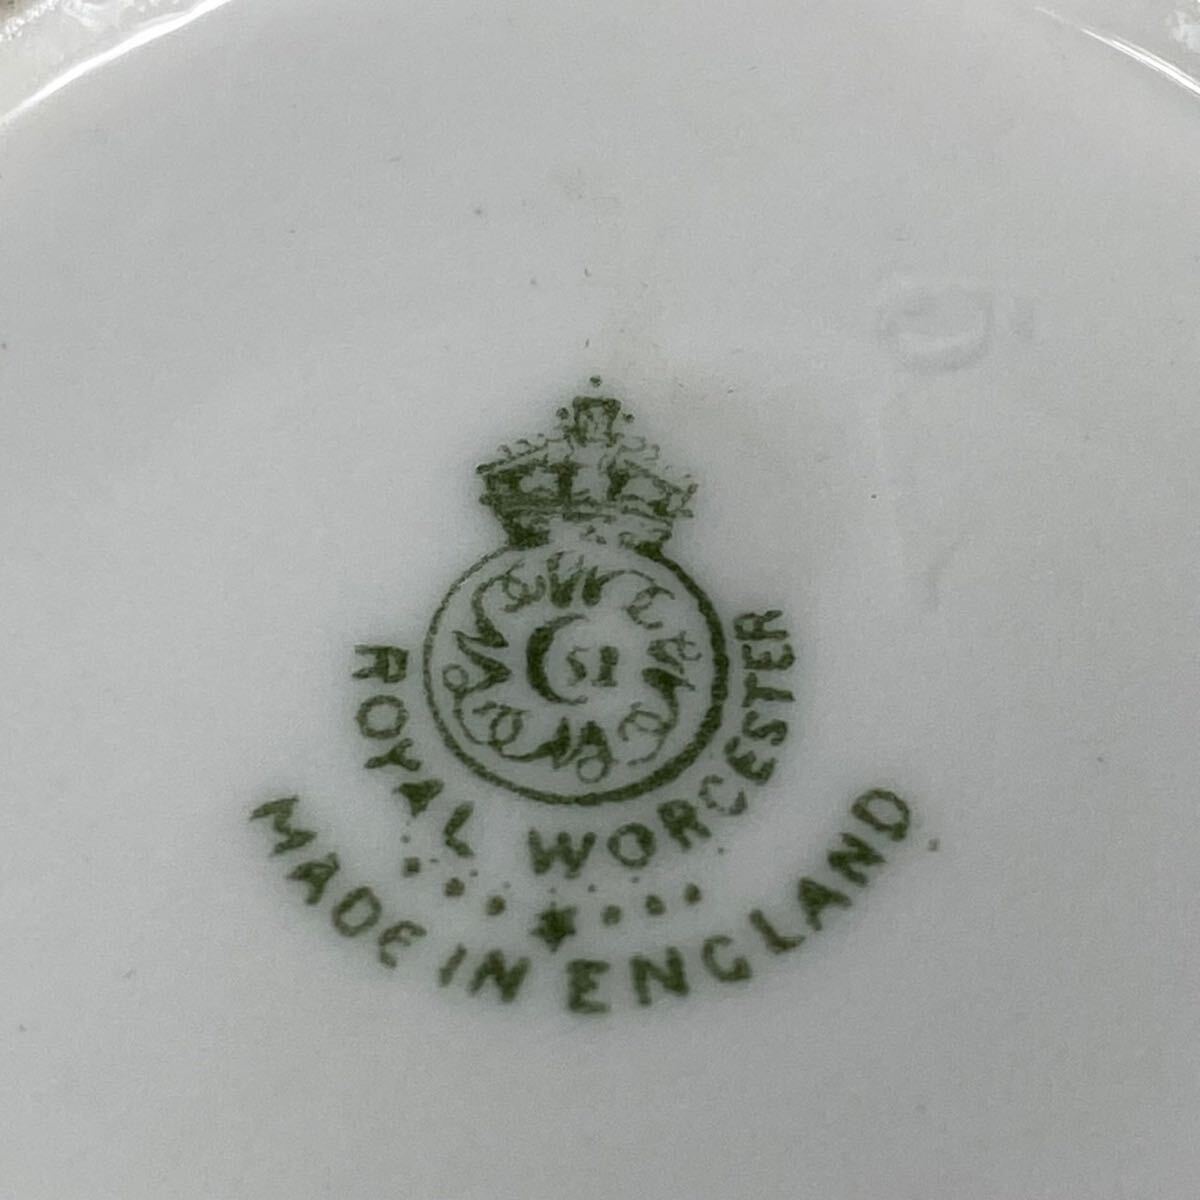 51
ROYAL WORCESTER
MADE IN ENGLAND